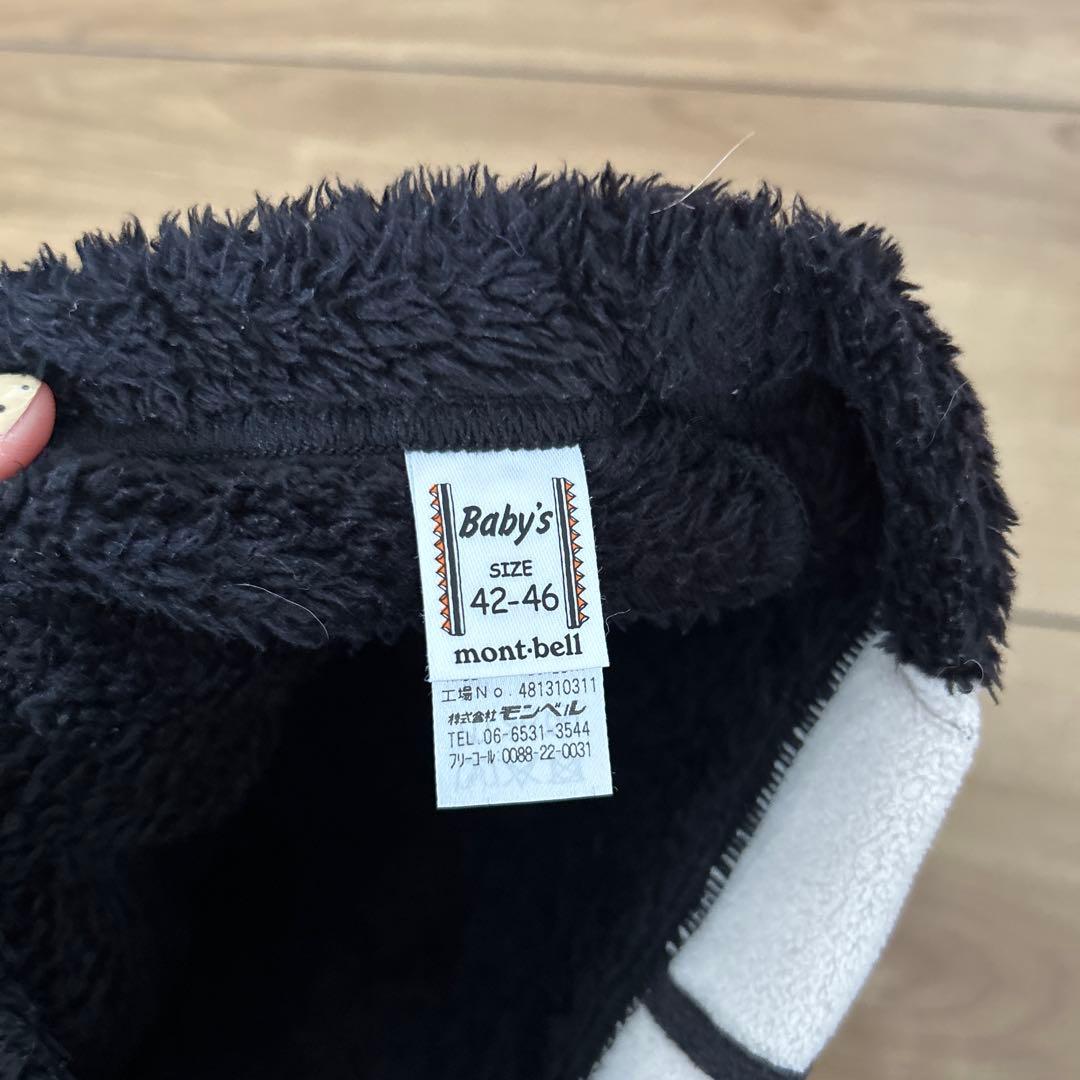 Baby's
SIZE
42-46
mont·bell
工場No. 481310311
株式会社 モンベル
TEL.06-6531-3544
フリーコール:0088-22-0031